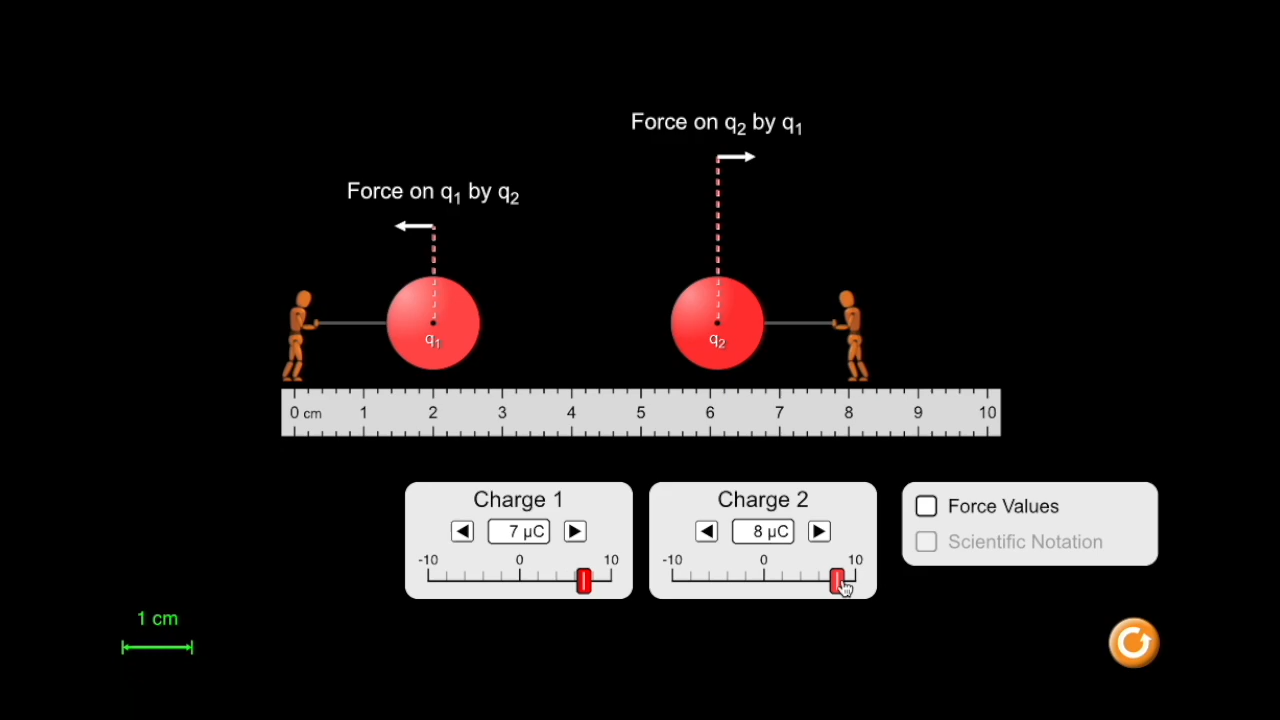 Force on q₂ by q₁
Force on q₁ by q₂
q₁
q₂
0 cm 1 2 3 4 5 6 7 8 9 10
Charge 1
7 µC
-10 0 10
Charge 2
8 µC
-10 0 10
Force Values
Scientific Notation
1 cm